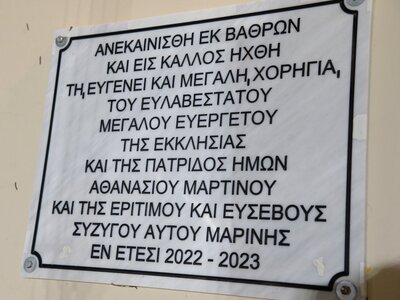 ΑΝΕΚΑΙΝΙΣΘΗ ΕΚ ΒΑΘΡΩΝ
ΚΑΙ ΕΙΣ ΚΑΛΛΟΣ ΗΧΘΗ
ΤΗ, ΕΥΓΕΝΕΙ ΚΑΙ ΜΕΓΑΛΗ, ΧΟΡΗΓΙΑ,
ΤΟΥ ΕΥΛΑΒΕΣΤΑΤΟΥ
ΜΕΓΑΛΟΥ ΕΥΕΡΓΕΤΟΥ
ΤΗΣ ΕΚΚΛΗΣΙΑΣ
ΚΑΙ ΤΗΣ ΠΑΤΡΙΔΟΣ ΗΜΩΝ
ΑΘΑΝΑΣΙΟΥ ΜΑΡΤΙΝΟΥ
ΚΑΙ ΤΗΣ ΕΡΙΤΙΜΟΥ ΚΑΙ ΕΥΣΕΒΟΥΣ
ΣΥΖΥΓΟΥ ΑΥΤΟΥ ΜΑΡΙΝΗΣ
ΕΝ ΕΤΕΣΙ 2022 - 2023